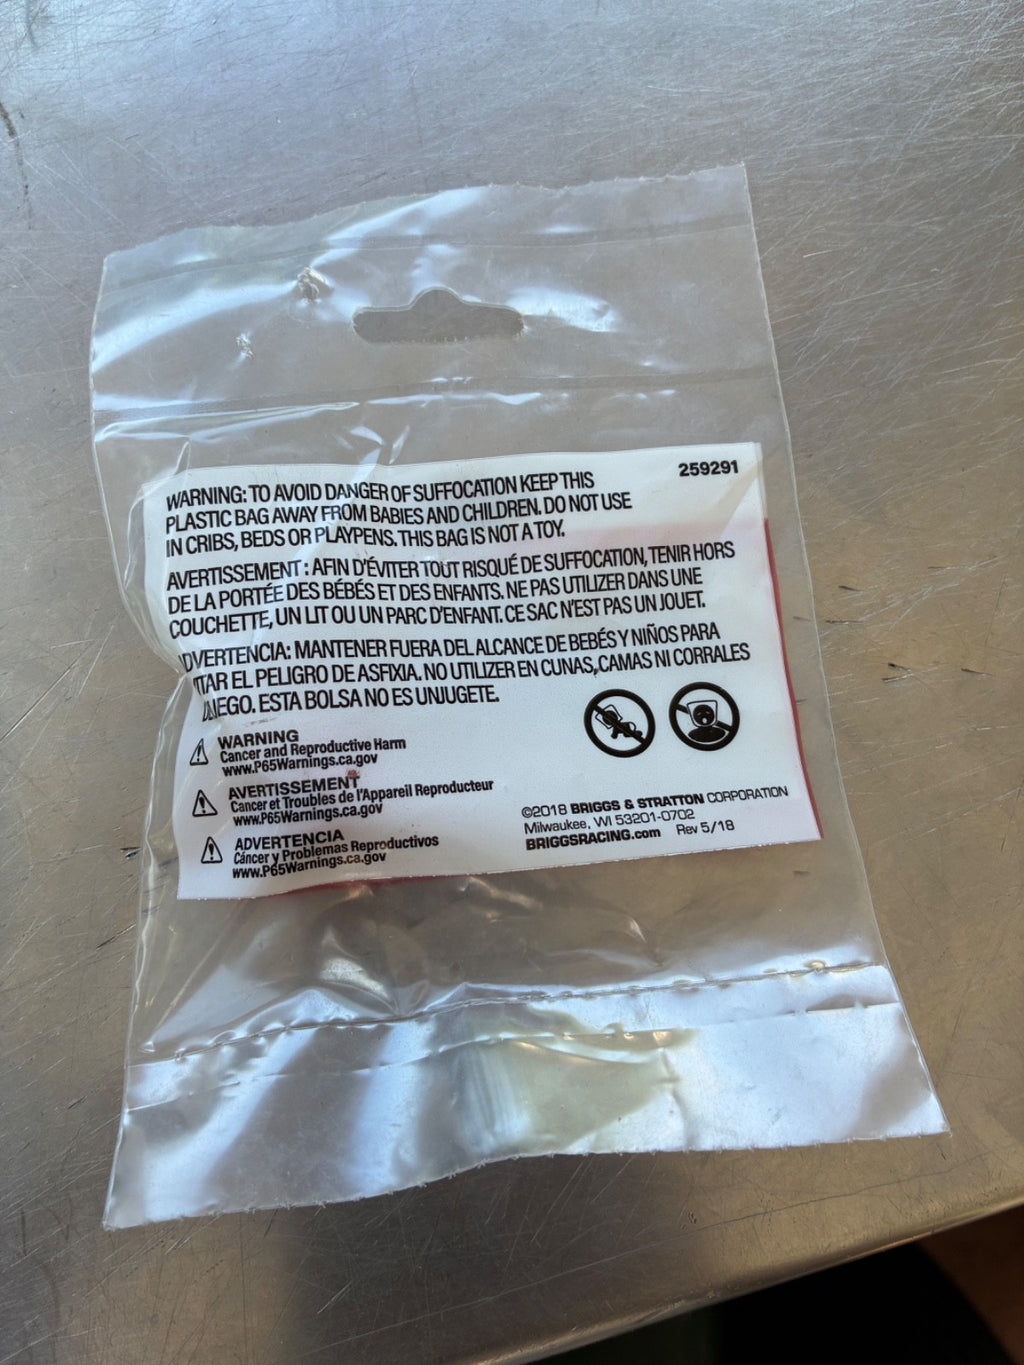 259291
WARNING: TO AVOID DANGER OF SUFFOCATION KEEP THIS
PLASTIC BAG AWAY FROM BABIES AND CHILDREN. DO NOT USE
IN CRIBS, BEDS OR PLAYPENS. THIS BAG IS NOT A TOY.
AVERTISSEMENT : AFIN D'ÉVITER TOUT RISQUÉ DE SUFFOCATION, TENIR HORS
DE LA PORTÉE DES BÉBÉS ET DES ENFANTS. NE PAS UTILIZER DANS UNE
COUCHETTE, UN LIT OU UN PARC D'ENFANT. CE SAC N'EST PAS UN JOUET.
DVERTENCIA: MANTENER FUERA DEL ALCANCE DE BEBÉS Y NIÑOS PARA
ITAR EL PELIGRO DE ASFIXIA. NO UTILIZER EN CUNAS, CAMAS NI CORRALES
JUEGO. ESTA BOLSA NO ES UNJUGETE.
WARNING
Cancer and Reproductive Harm
www.P65Warnings.ca.gov
AVERTISSEMENT
Cancer et Troubles de l'Appareil Reproducteur
www.P65Warnings.ca.gov
ADVERTENCIA
Cáncer y Problemas Reproductivos
www.P65Warnings.ca.gov
©2018 BRIGGS & STRATTON CORPORATION
Milwaukee, WI 53201-0702
BRIGGSRACING.com Rev 5/18